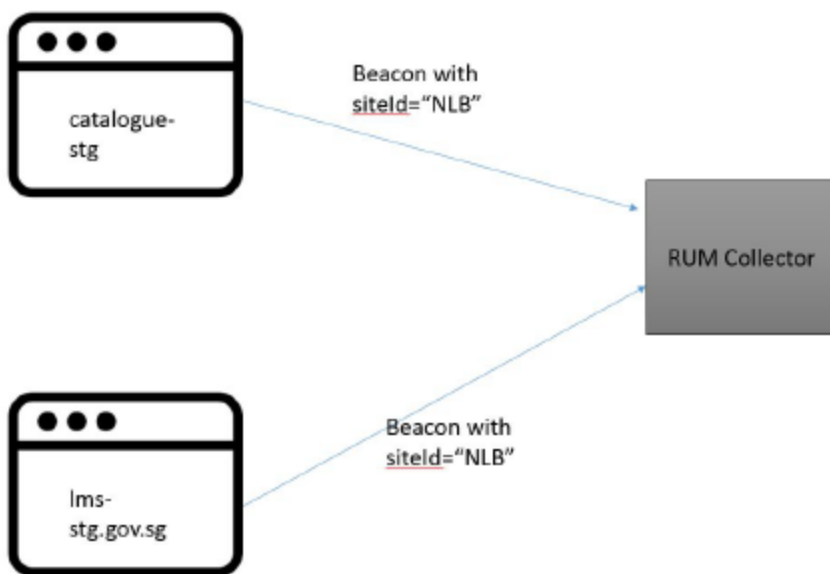 catalogue-
stg
Beacon with
siteId=“NLB”
RUM Collector
Beacon with
siteId=“NLB”
lms-
stg.gov.sg